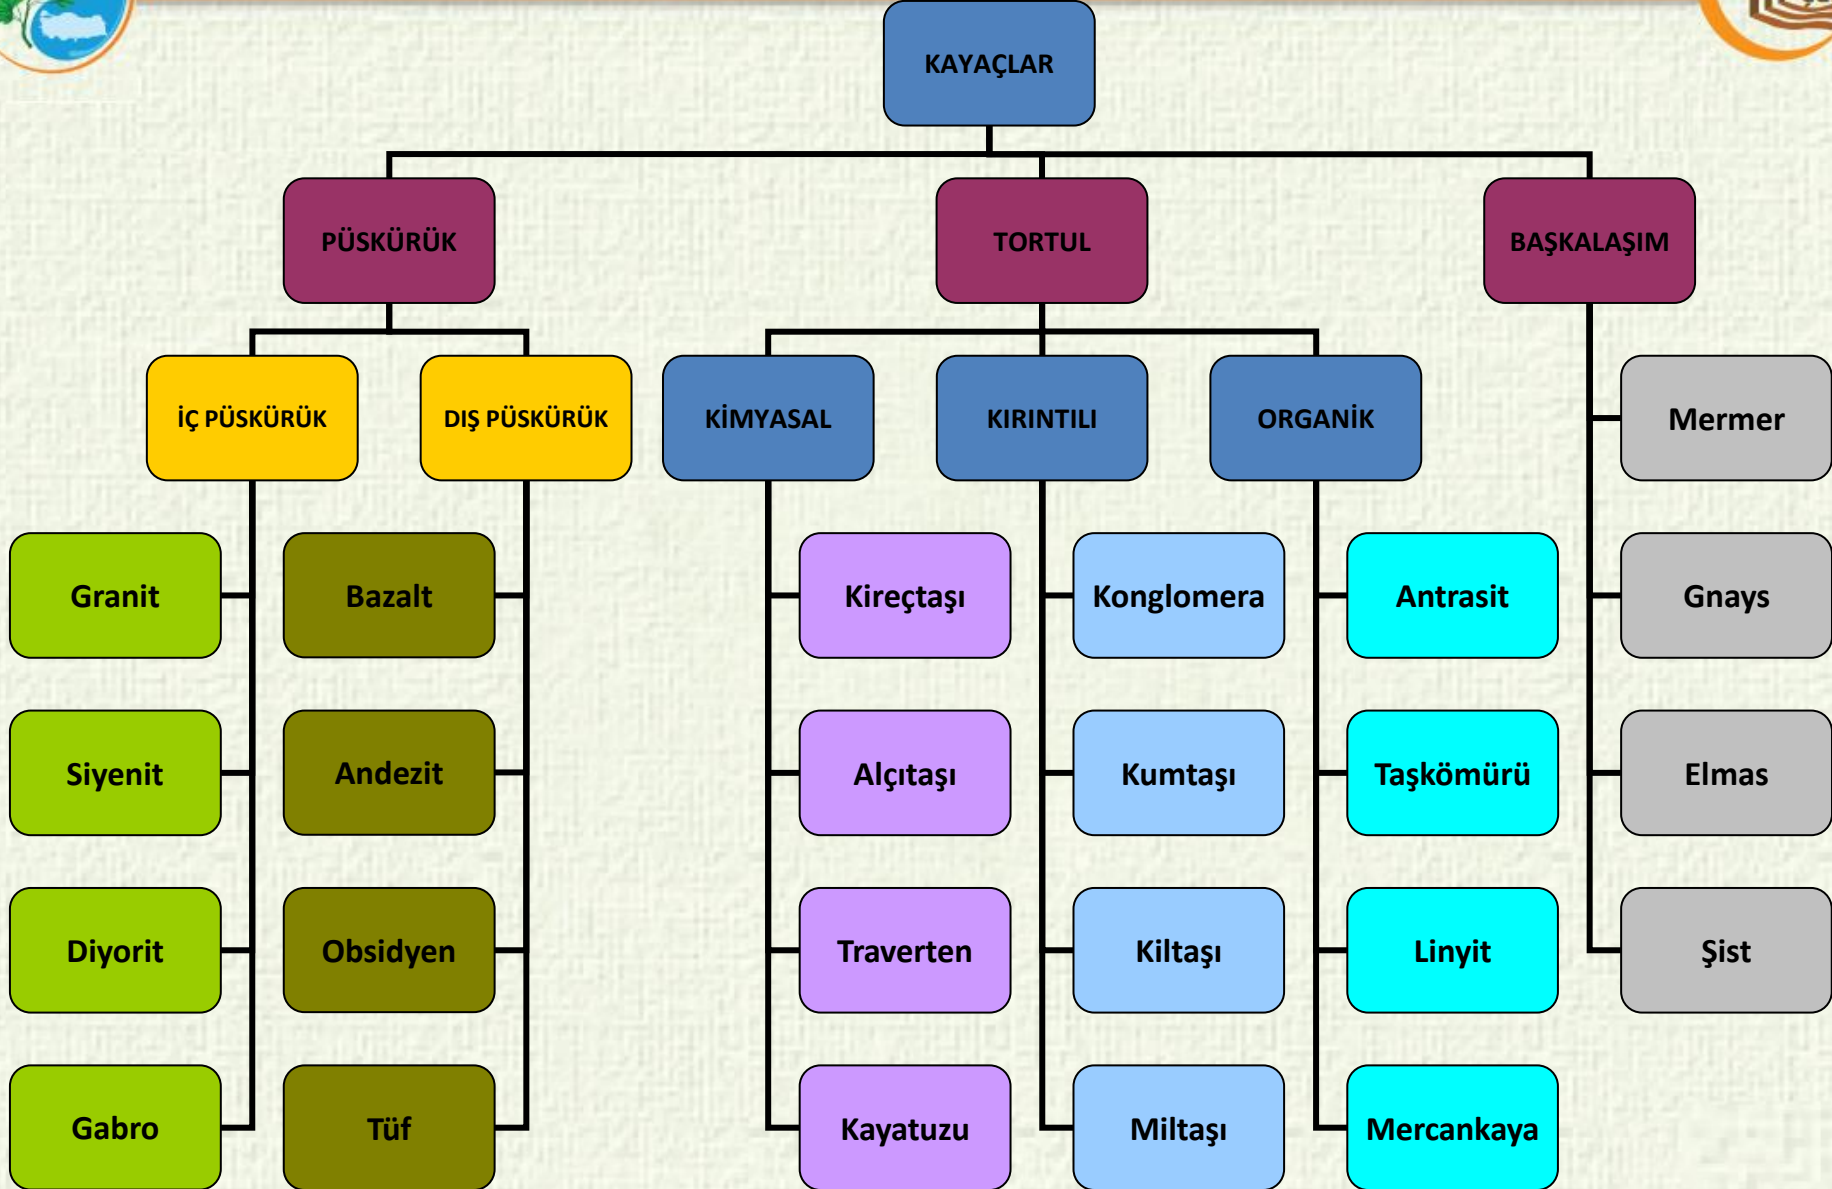 KAYAÇLAR
PÜSKÜRÜK
TORTUL
BAŞKALAŞIM
İÇ PÜSKÜRÜK
DIŞ PÜSKÜRÜK
KİMYASAL
KIRINTILI
ORGANİK
Mermer
Granit
Bazalt
Kireçtaşı
Konglomera
Antrasit
Gnays
Siyenit
Andezit
Alçıtaşı
Kumtaşı
Taşkömürü
Elmas
Diyorit
Obsidyen
Traverten
Kiltaşı
Linyit
Şist
Gabro
Tüf
Kayatuzu
Miltaşı
Mercankaya